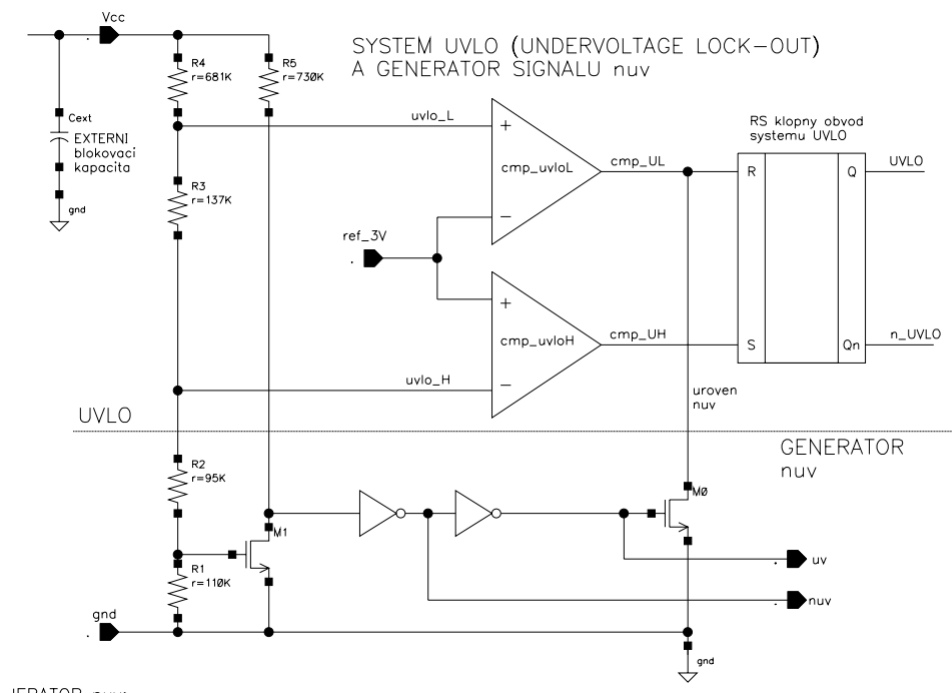 Vcc
SYSTEM UVLO (UNDERVOLTAGE LOCK-OUT)
A GENERATOR SIGNALU nuv
R4
r=681K
R5
r=730K
Cext
EXTERNI
blokovaci
kapacita
gnd
uvlo_L
+
cmp_uvloL
−
cmp_UL
RS klopny obvod
systemu UVLO
R
Q
UVLO
R3
r=137K
ref_3V
+
cmp_uvloH
−
cmp_UH
S
Qn
n_UVLO
uvlo_H
uroven
nuv
UVLO
GENERATOR
nuv
R2
r=95K
M1
M0
R1
r=110K
uv
nuv
gnd
gnd